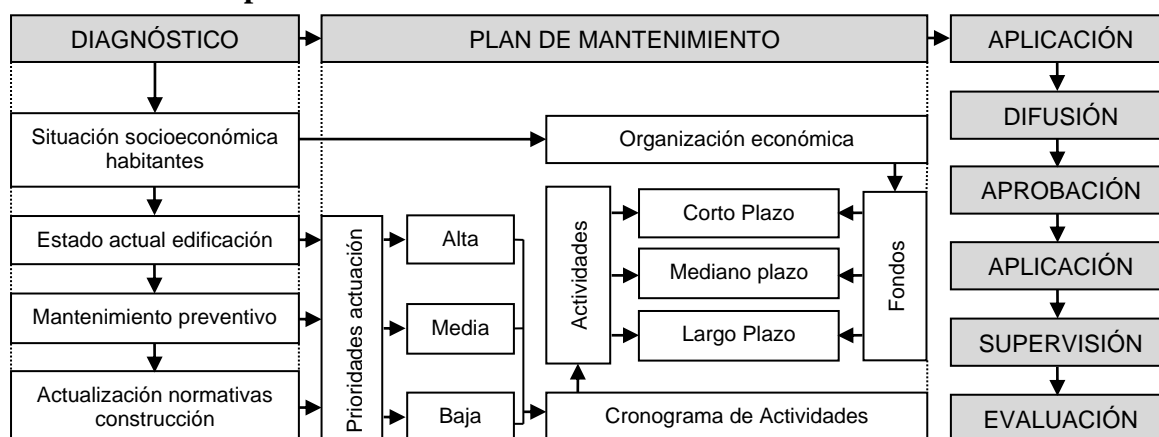 DIAGNÓSTICO
PLAN DE MANTENIMIENTO
APLICACIÓN
Situación socioeconómica
habitantes
Estado actual edificación
Mantenimiento preventivo
Actualización normativas
construcción
Prioridades actuación
Alta
Media
Baja
Organización económica
Actividades
Corto Plazo
Mediano plazo
Largo Plazo
Fondos
Cronograma de Actividades
DIFUSIÓN
APROBACIÓN
APLICACIÓN
SUPERVISIÓN
EVALUACIÓN